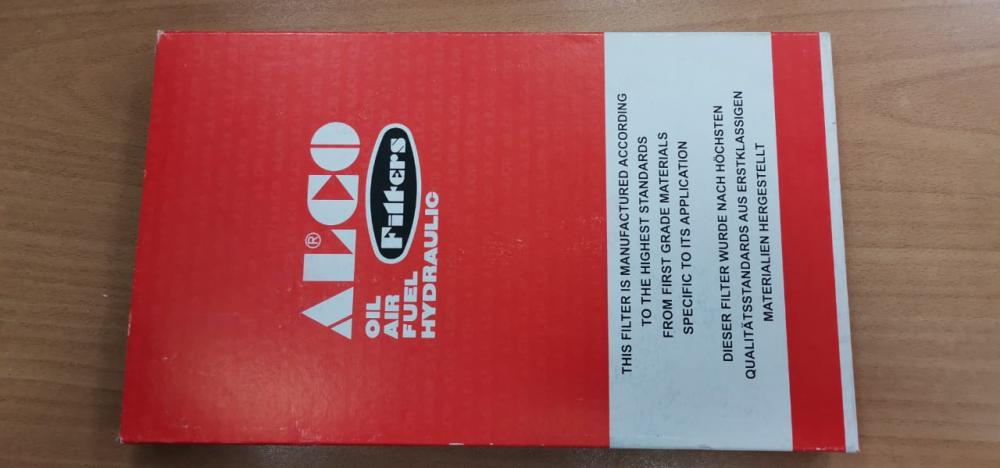 ALCO®
OIL
AIR
FUEL
HYDRAULIC
Filters
THIS FILTER IS MANUFACTURED ACCORDING
TO THE HIGHEST STANDARDS
FROM FIRST GRADE MATERIALS
SPECIFIC TO ITS APPLICATION
DIESER FILTER WURDE NACH HÖCHSTEN
QUALITÄTSSTANDARDS AUS ERSTKLASSIGEN
MATERIALIEN HERGESTELLT